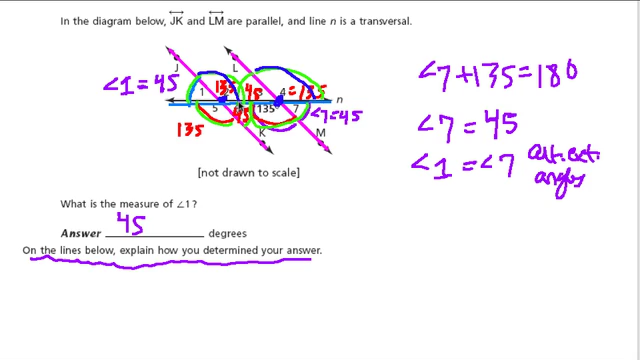 In the diagram below, JK and LM are parallel, and line n is a transversal.
J L
∠1 = 45
1 135 45 3 4 = 135
n
5 45 135° 7 ∠7=45
135
K M
[not drawn to scale]
∠7+135=180
∠7 = 45
∠1 = ∠7 alt. ext. angles
What is the measure of ∠1?
45
Answer ______________ degrees
On the lines below, explain how you determined your answer.